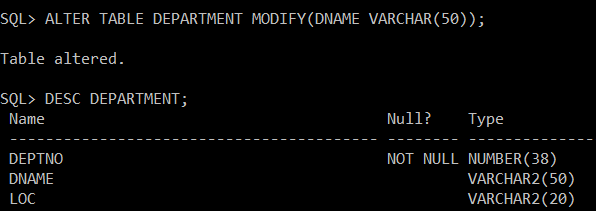 SQL> ALTER TABLE DEPARTMENT MODIFY(DNAME VARCHAR(50));
Table altered.
SQL> DESC DEPARTMENT;
Name Null? Type
----------------------------------------- -------- --------------
DEPTNO NOT NULL NUMBER(38)
DNAME VARCHAR2(50)
LOC VARCHAR2(20)